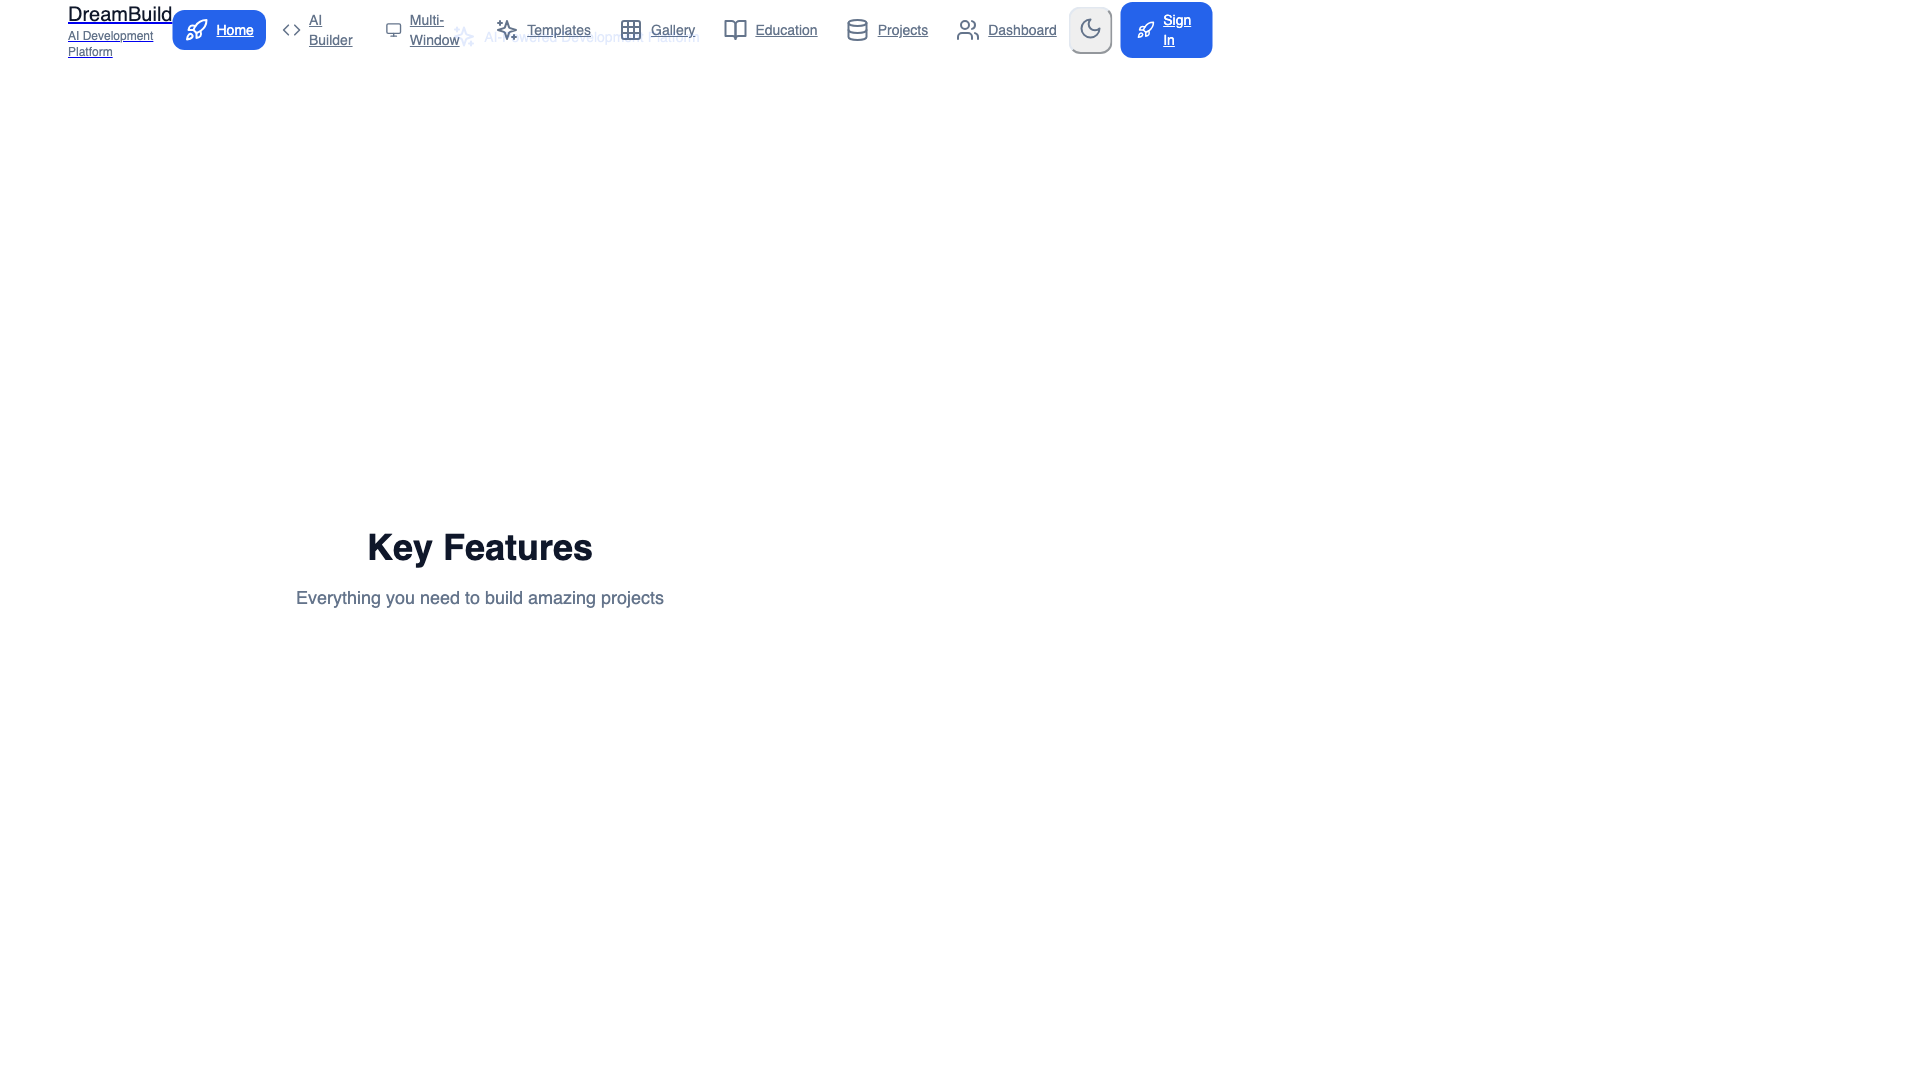 DreamBuild
AI Development
Platform
Home
AI
Builder
Multi-
Window
Templates
Gallery
Education
Projects
Dashboard
Sign
In
AI-Powered Development Platform
Key Features
Everything you need to build amazing projects